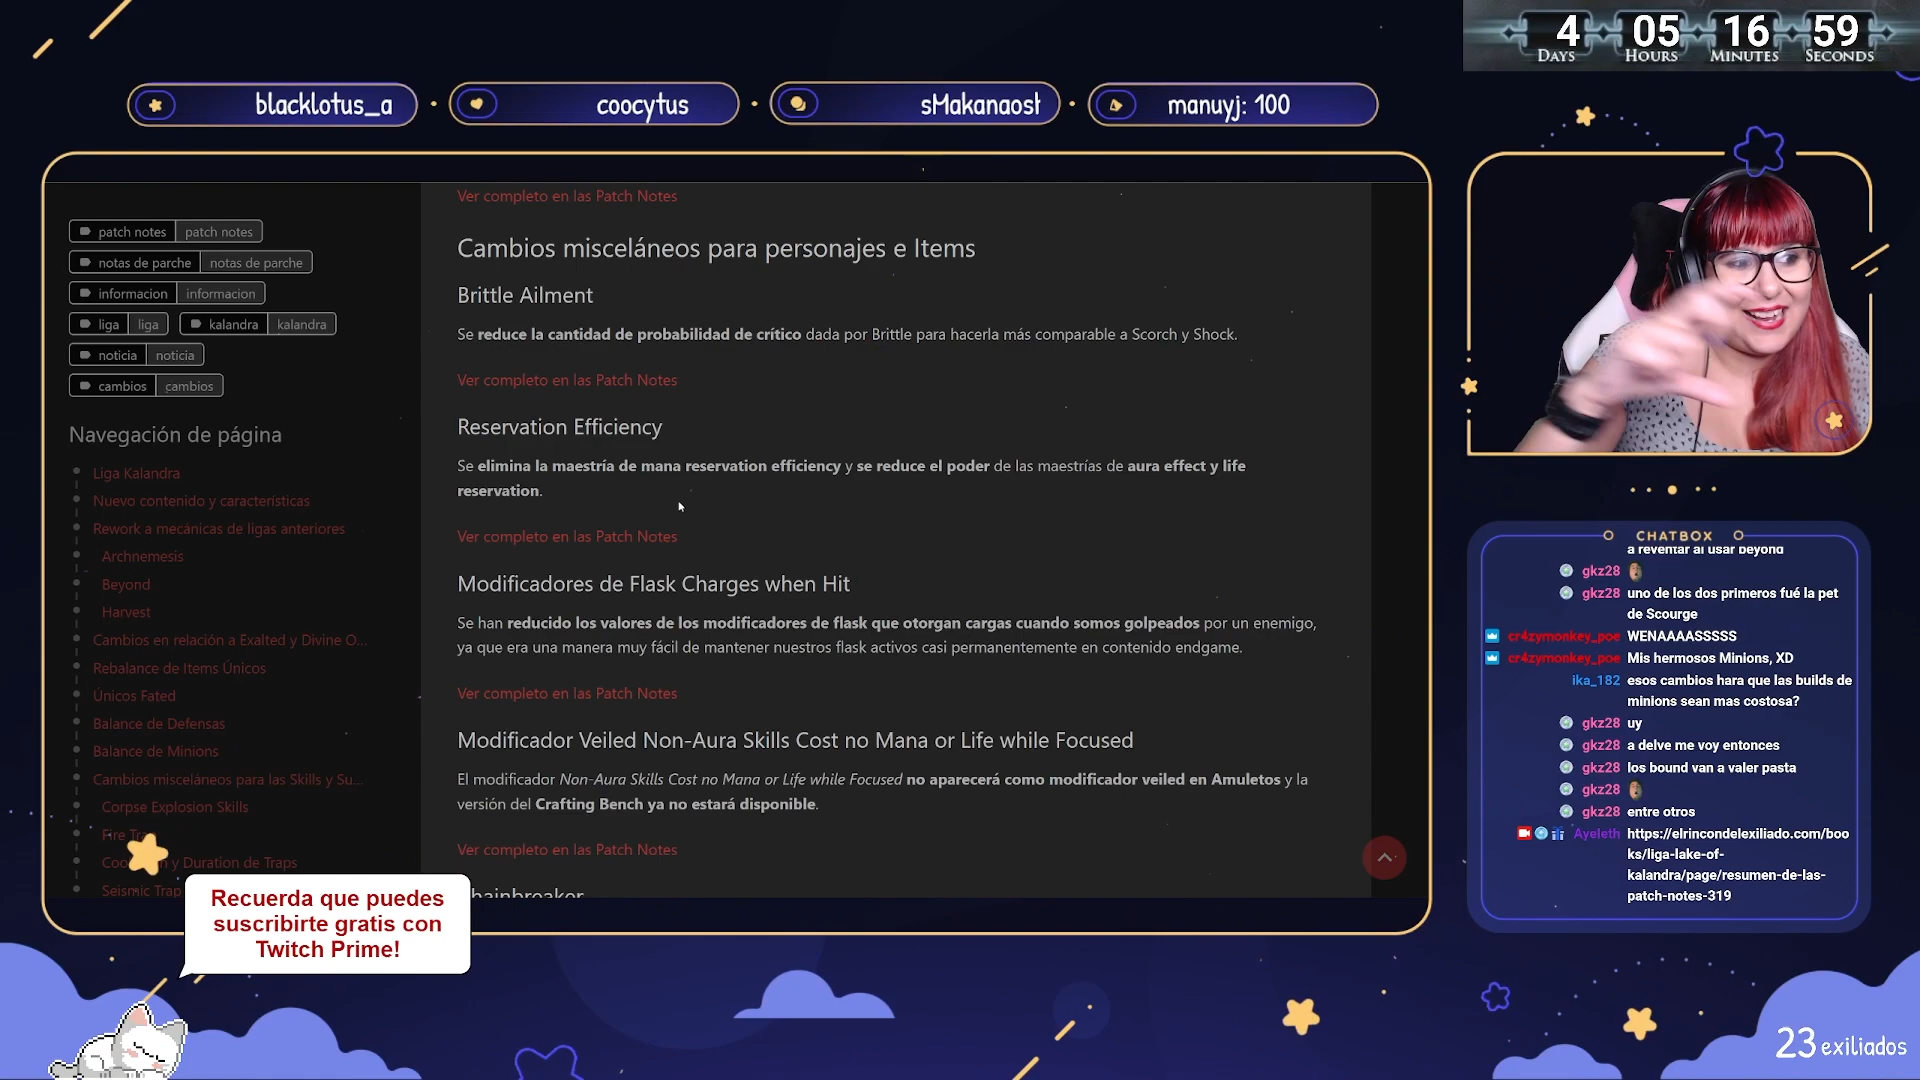 4 05 16 59
DAYS HOURS MINUTES SECONDS
blacklotus_a
coocytus
manuyj: 100
Ver completo en las Patch Notes
patch notes patch notes
notas de parche notas de parche
informacion informacion
liga liga kalandra kalandra
noticia noticia
cambios cambios
Navegación de página
Liga Kalandra
Nuevo contenido y características
Rework a mecánicas de ligas anteriores
Archnemesis
Beyond
Harvest
Cambios en relación a Exalted y Divine O...
Rebalance de Items Únicos
Únicos Fated
Balance de Defensas
Balance de Minions
Cambios misceláneos para las Skills y Su...
Corpse Explosion Skills
Fire
y Duration de Traps
Seismic Trap
Cambios misceláneos para personajes e Items
Brittle Ailment
Se reduce la cantidad de probabilidad de crítico dada por Brittle para hacerla más comparable a Scorch y Shock.
Ver completo en las Patch Notes
Reservation Efficiency
Se elimina la maestría de mana reservation efficiency y se reduce el poder de las maestrías de aura effect y life
reservation.
Ver completo en las Patch Notes
Modificadores de Flask Charges when Hit
Se han reducido los valores de los modificadores de flask que otorgan cargas cuando somos golpeados por un enemigo,
ya que era una manera muy fácil de mantener nuestros flask activos casi permanentemente en contenido endgame.
Ver completo en las Patch Notes
Modificador Veiled Non-Aura Skills Cost no Mana or Life while Focused
El modificador Non-Aura Skills Cost no Mana or Life while Focused no aparecerá como modificador veiled en Amuletos y la
versión del Crafting Bench ya no estará disponible.
Ver completo en las Patch Notes
Recuerda que puedes
suscribirte gratis con
Twitch Prime!
CHATBOX
a reventar al usar beyond
gkz28
gkz28 uno de los dos primeros fué la pet
de Scourge
cr4zymonkey_poe WENAAAASSSSS
cr4zymonkey_poe Mis hermosos Minions, XD
ika_182 esos cambios hara que las builds de
minions sean mas costosa?
gkz28 uy
gkz28 a delve me voy entonces
gkz28 los bound van a valer pasta
gkz28
gkz28 entre otros
Ayeleth https://elrincondelexiliado.com/boo
ks/liga-lake-of-
kalandra/page/resumen-de-las-
patch-notes-319
23 exiliados